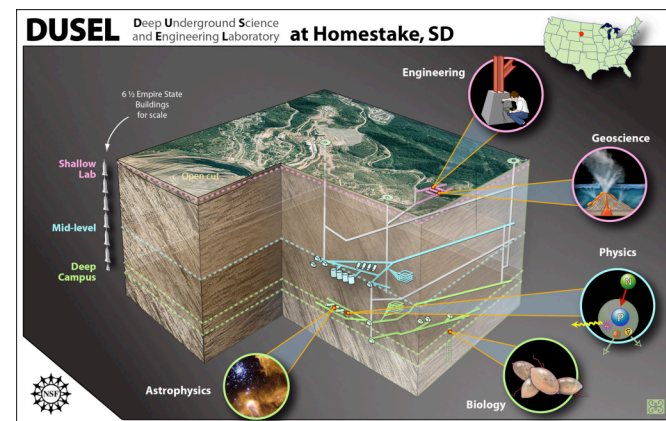 DUSEL Deep Underground Science
and Engineering Laboratory at Homestake, SD
6 ½ Empire State
Buildings
for scale
Engineering
Geoscience
Shallow
Lab
Open cut
Mid-level
Physics
Deep
Campus
N
P
Astrophysics
Biology
NSF